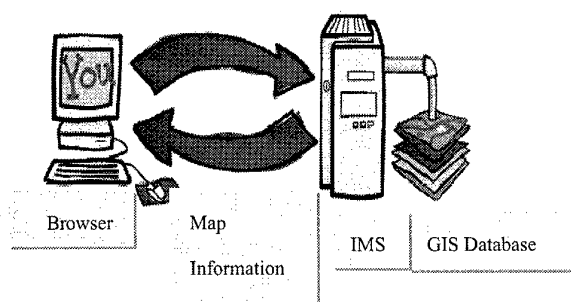 You
Browser
Map
Information
IMS
GIS Database